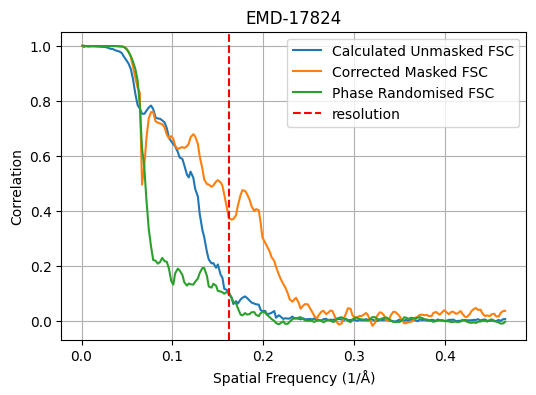 EMD-17824
Calculated Unmasked FSC
Corrected Masked FSC
Phase Randomised FSC
resolution
Correlation
1.0
0.8
0.6
0.4
0.2
0.0
0.0 0.1 0.2 0.3 0.4
Spatial Frequency (1/Å)